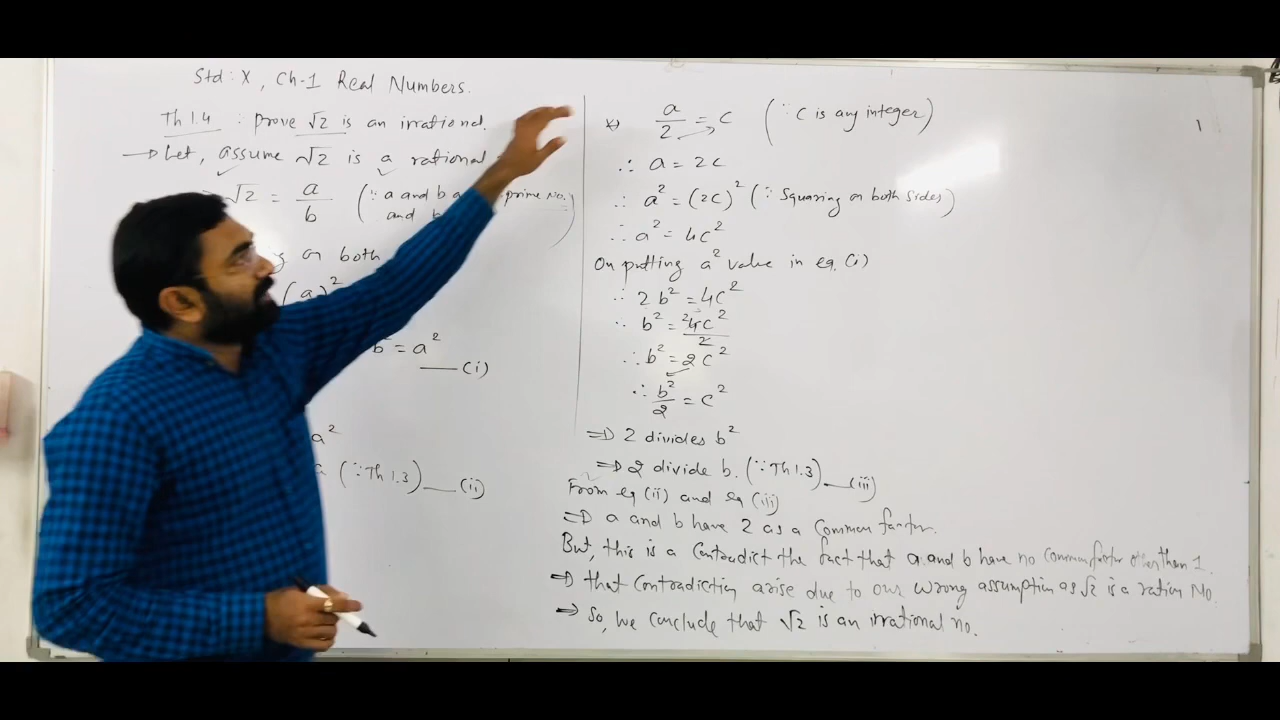 Std: X, Ch-1 Real Numbers.
Th 1.4 : prove √2 is an irrational.
→ Let, assume √2 is a rational
√2 = a/b (∵ a and b a prime No.
and
on both
(a)²
b² = a² —(i)
a²
a (∵ Th 1.3) —(ii)
a/2 = c (∵ c is any integer)
∴ a = 2c
∴ a² = (2c)² (∵ Squaring on both sides)
∴ a² = 4c²
On putting a² value in eq. (i)
∴ 2b² = 4c²
∴ b² = 4c²/2
∴ b² = 2c²
∴ b²/2 = c²
⇒ 2 divides b²
⇒ 2 divide b. (∵ Th 1.3) —(iii)
From eq (ii) and eq (iii)
⇒ a and b have 2 as a Common factor.
But, this is a Contradict the fact that a and b have no common factor other than 1.
⇒ that Contradiction arise due to our wrong assumption as √2 is a ration No.
⇒ So, we conclude that √2 is an irrational no.
1